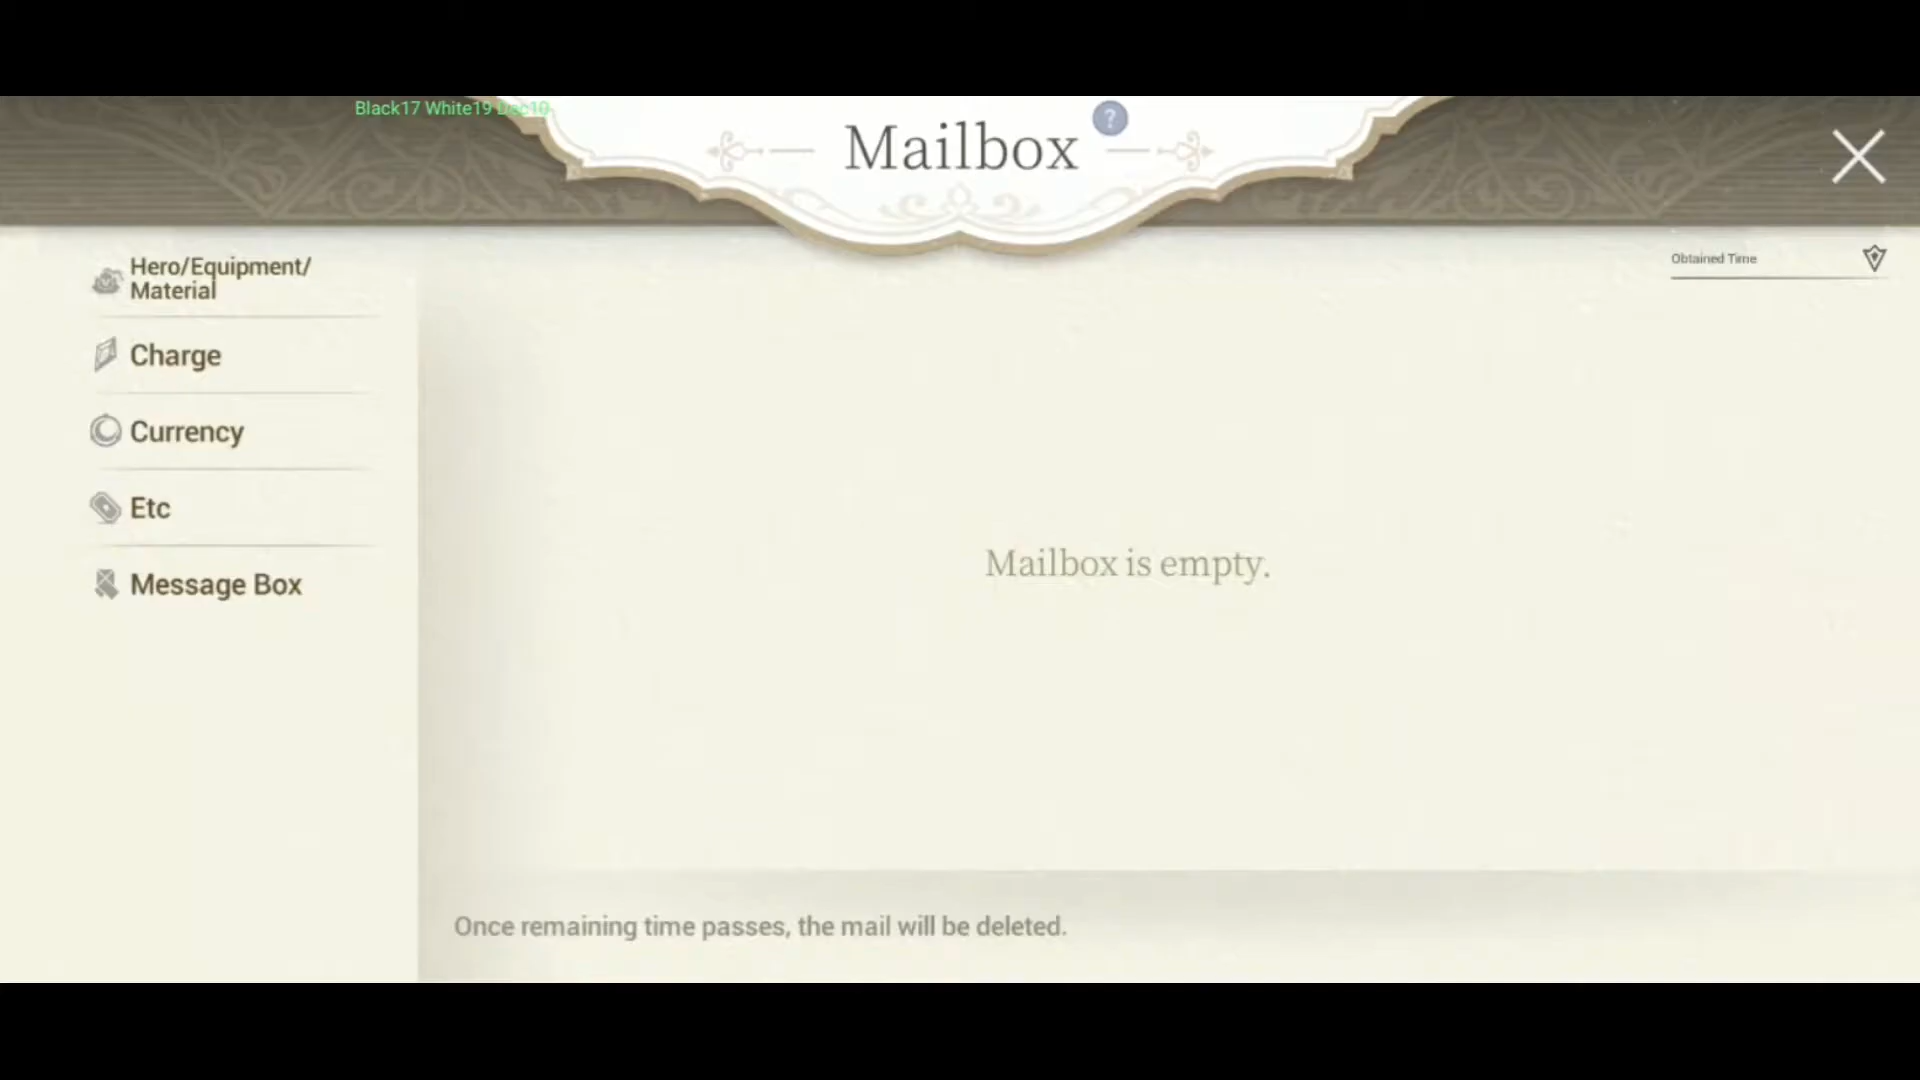 Black17 White19 Dec10
Mailbox
?
Obtained Time
Hero/Equipment/
Material
Charge
Currency
Etc
Message Box
Mailbox is empty.
Once remaining time passes, the mail will be deleted.